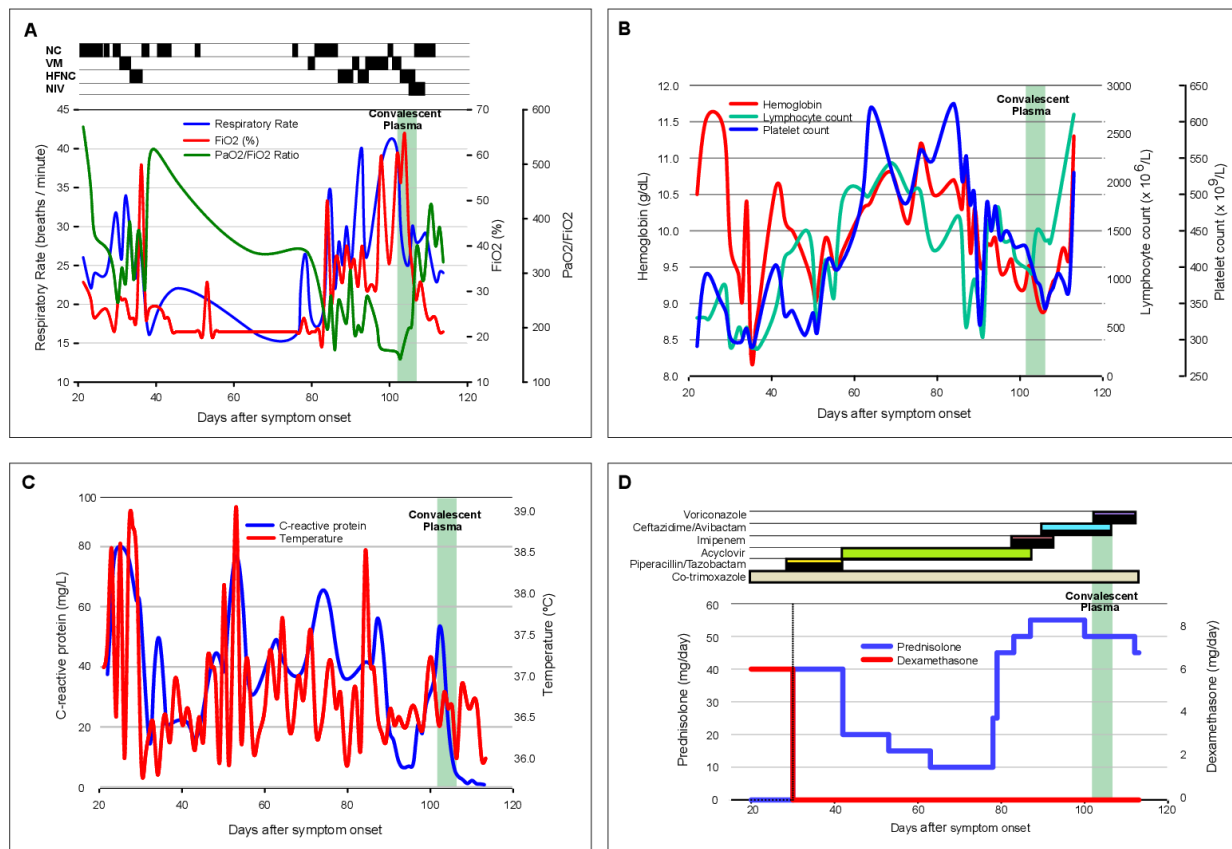 A
NC
VM
HFNC
NIV
45
40
35
30
25
20
15
10
Respiratory Rate (breaths / minute)
Respiratory Rate
FiO2 (%)
PaO2/FiO2 Ratio
Convalescent
Plasma
70
60
50
40
30
20
10
FiO2 (%)
600
500
400
300
200
100
PaO2/FiO2
20 40 60 80 100 120
Days after symptom onset
B
12.0
11.5
11.0
10.5
10.0
9.5
9.0
8.5
8.0
Hemoglobin (g/dL)
Hemoglobin
Lymphocyte count
Platelet count
Convalescent
Plasma
3000
2500
2000
1500
1000
500
0
Lymphocyte count (x 10^6/L)
650
600
550
500
450
400
350
300
250
Platelet count (x 10^9/L)
20 40 60 80 100 120
Days after symptom onset
C
100
80
60
40
20
0
C-reactive protein (mg/L)
C-reactive protein
Temperature
Convalescent
Plasma
39.0
38.5
38.0
37.5
37.0
36.5
36.0
Temperature (ºC)
20 40 60 80 100 120
Days after symptom onset
D
Voriconazole
Ceftazidime/Avibactam
Imipenem
Acyclovir
Piperacillin/Tazobactam
Co-trimoxazole
Convalescent
Plasma
60
50
40
30
20
10
0
Prednisolone (mg/day)
Prednisolone
Dexamethasone
8
6
4
2
0
Dexamethasone (mg/day)
20 40 60 80 100 120
Days after symptom onset